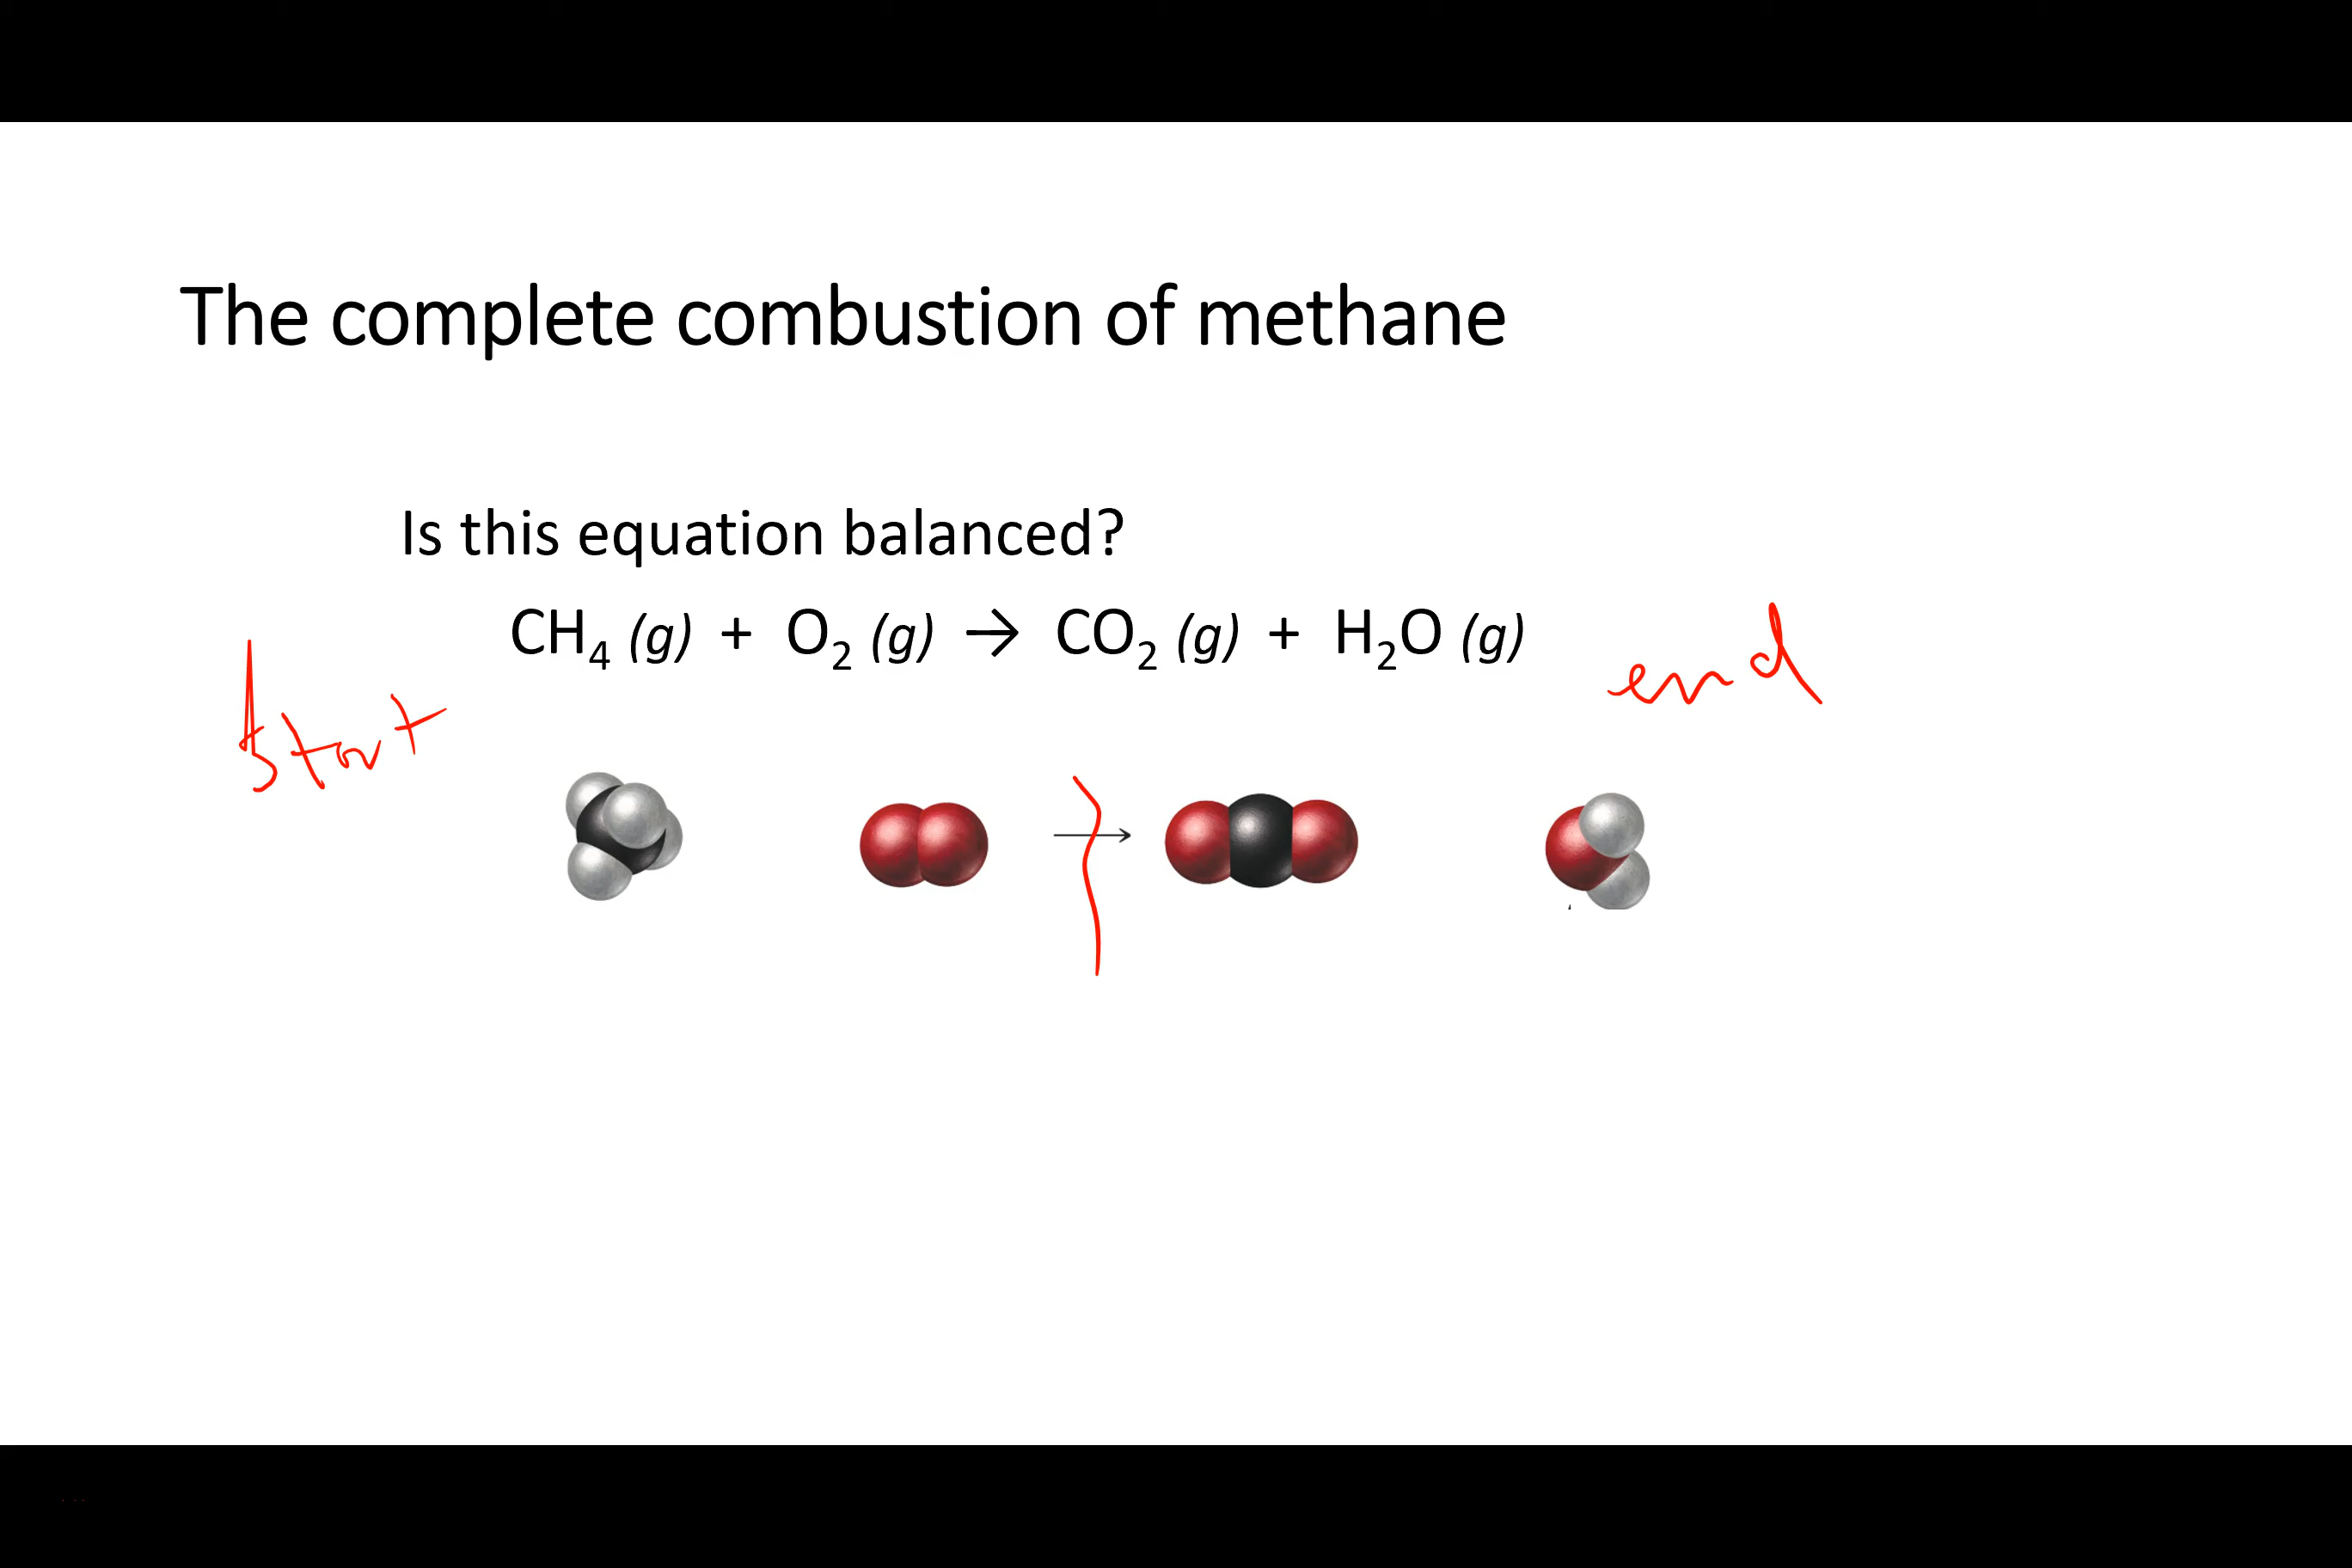 The complete combustion of methane
Is this equation balanced?
CH₄ (g) + O₂ (g) → CO₂ (g) + H₂O (g)
start
end